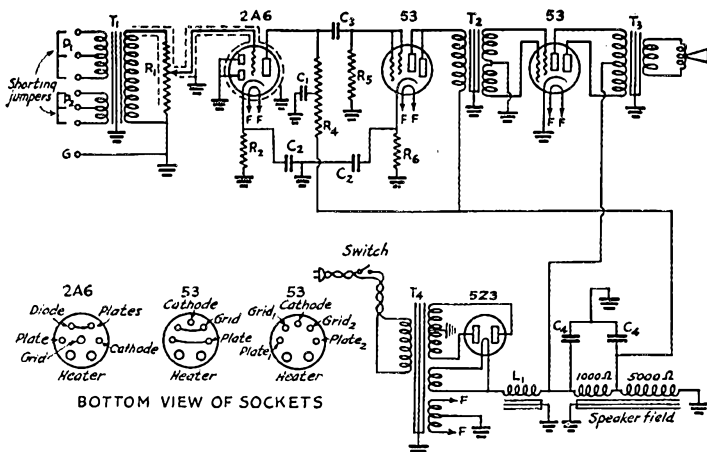 T1
2A6
C3
53
T2
53
T3
P1
Shorting
jumpers
P2
R1
C1
R5
R4
F F
F F
F F
G
R2
C2
C2
R6
Switch
T4
5Z3
C4
C4
L1
1000Ω
5000Ω
Speaker field
F
F
2A6
Diode
Plates
Plate
Grid
Cathode
Heater
53
Cathode
Grid
Plate
Heater
53
Cathode
Grid1
Grid2
Plate1
Plate2
Heater
BOTTOM VIEW OF SOCKETS